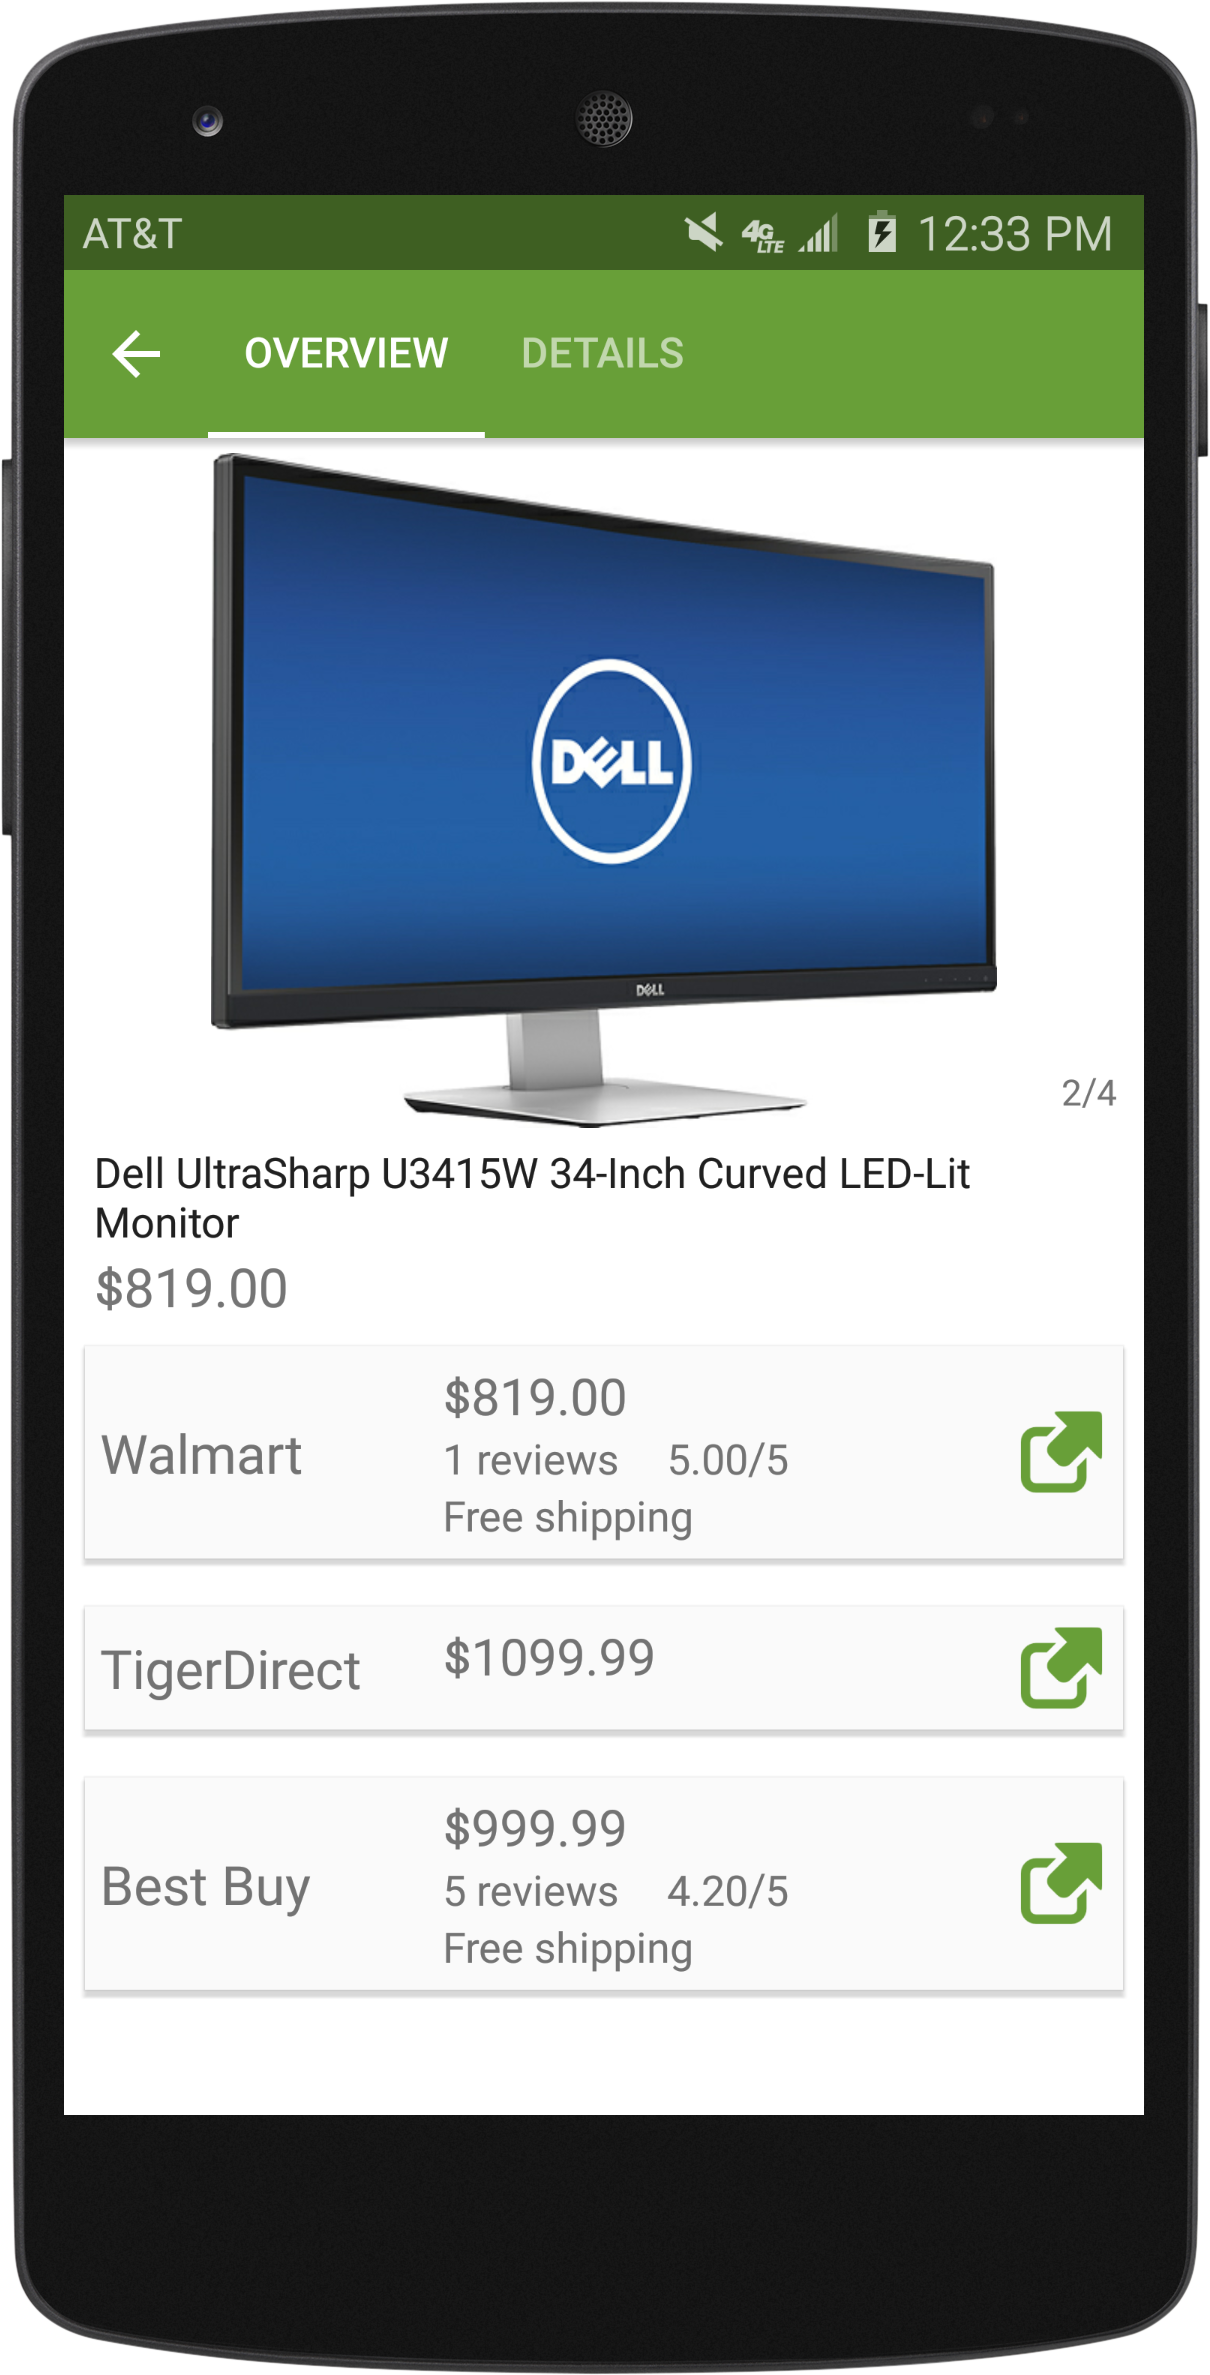 AT&T 4G LTE 12:33 PM
OVERVIEW DETAILS
DELL
DELL
2/4
Dell UltraSharp U3415W 34-Inch Curved LED-Lit
Monitor
$819.00
Walmart
$819.00
1 reviews 5.00/5
Free shipping
TigerDirect
$1099.99
Best Buy
$999.99
5 reviews 4.20/5
Free shipping